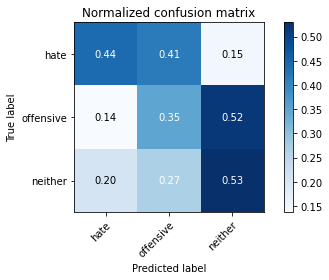 Normalized confusion matrix
hate 0.44 0.41 0.15
offensive 0.14 0.35 0.52
neither 0.20 0.27 0.53
hate offensive neither
True label
Predicted label
0.50
0.45
0.40
0.35
0.30
0.25
0.20
0.15